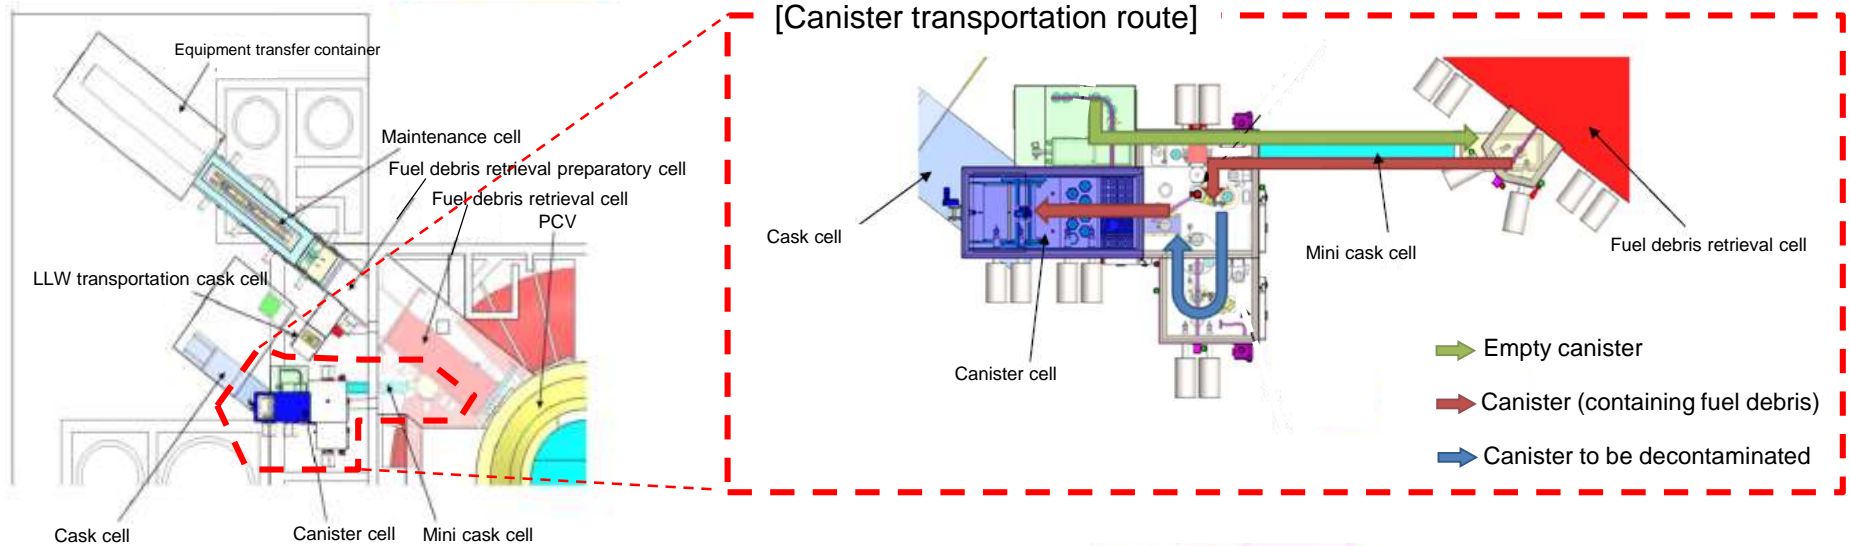 [Canister transportation route]
Equipment transfer container
Maintenance cell
Fuel debris retrieval preparatory cell
Fuel debris retrieval cell
PCV
LLW transportation cask cell
Cask cell
Canister cell
Mini cask cell
Cask cell
Mini cask cell
Fuel debris retrieval cell
Canister cell
Empty canister
Canister (containing fuel debris)
Canister to be decontaminated